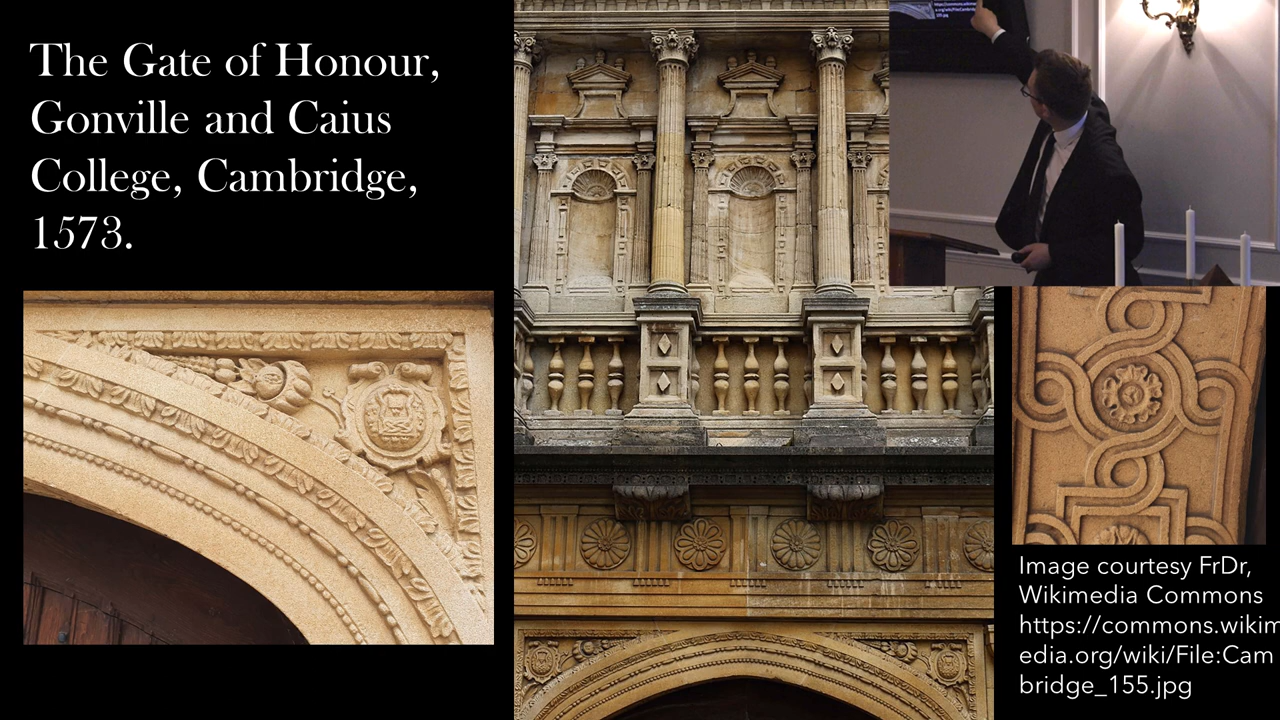 The Gate of Honour,
Gonville and Caius
College, Cambridge,
1573.
Image courtesy FrDr,
Wikimedia Commons
https://commons.wikim
edia.org/wiki/File:Cam
bridge_155.jpg